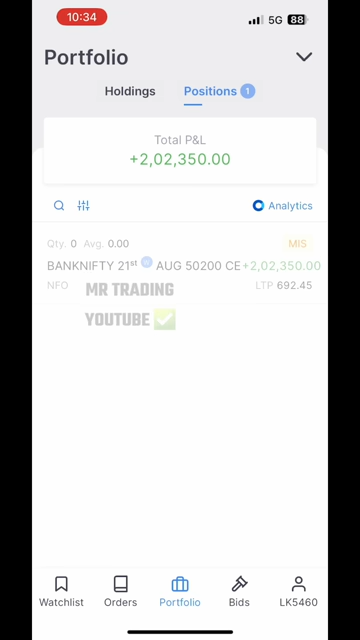 10:34
5G 88
Portfolio
Holdings Positions 1
Total P&L
+2,02,350.00
Analytics
Qty. 0 Avg. 0.00 MIS
BANKNIFTY 21st W AUG 50200 CE +2,02,350.00
NFO LTP 692.45
MR TRADING
YOUTUBE ✅
Watchlist Orders Portfolio Bids LK5460